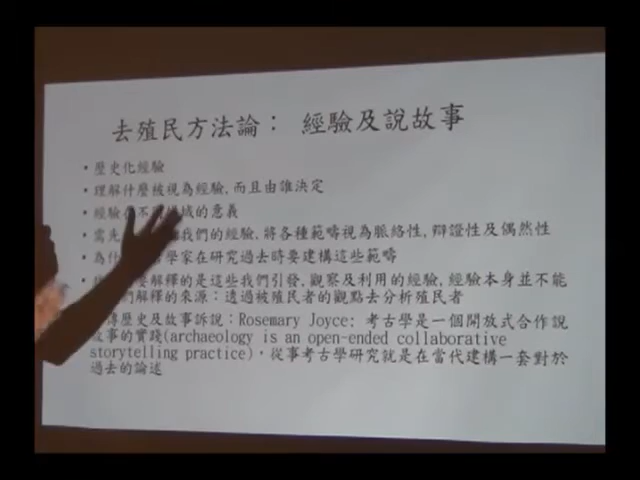 去殖民方法論： 經驗及說故事
• 歷史化經驗
• 理解什麼被視為經驗，而且由誰決定
• 經驗 不 域的意義
• 需先 我們的經驗，將各種範疇視為脈絡性，辯證性及偶然性
• 為什 學家在研究過去時要建構這些範疇
• 要解釋的是這些我們引發，觀察及利用的經驗，經驗本身並不能
們解釋的來源：透過被殖民者的觀點去分析殖民者
傳歷史及故事訴說：Rosemary Joyce: 考古學是一個開放式合作說
故事的實踐(archaeology is an open-ended collaborative
storytelling practice)，從事考古學研究就是在當代建構一套對於
過去的論述